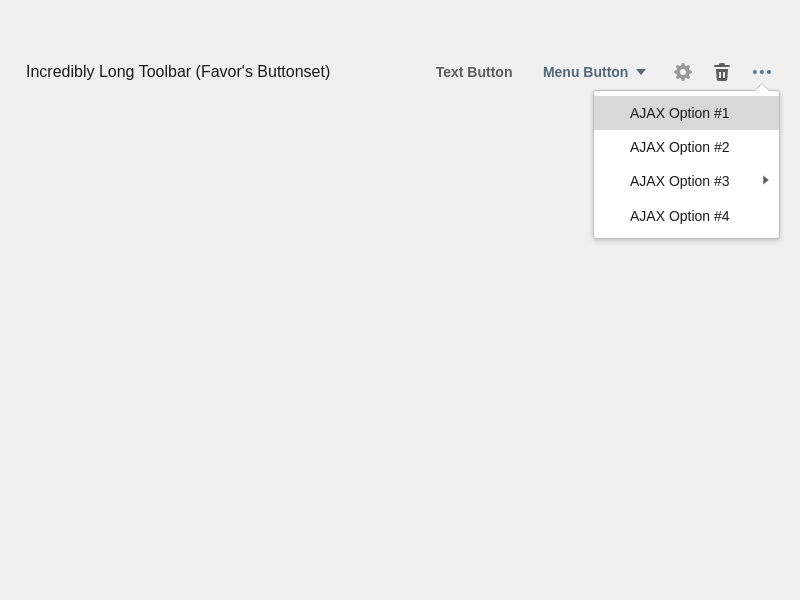 Incredibly Long Toolbar (Favor's Buttonset) Text Button Menu Button
AJAX Option #1
AJAX Option #2
AJAX Option #3
AJAX Option #4